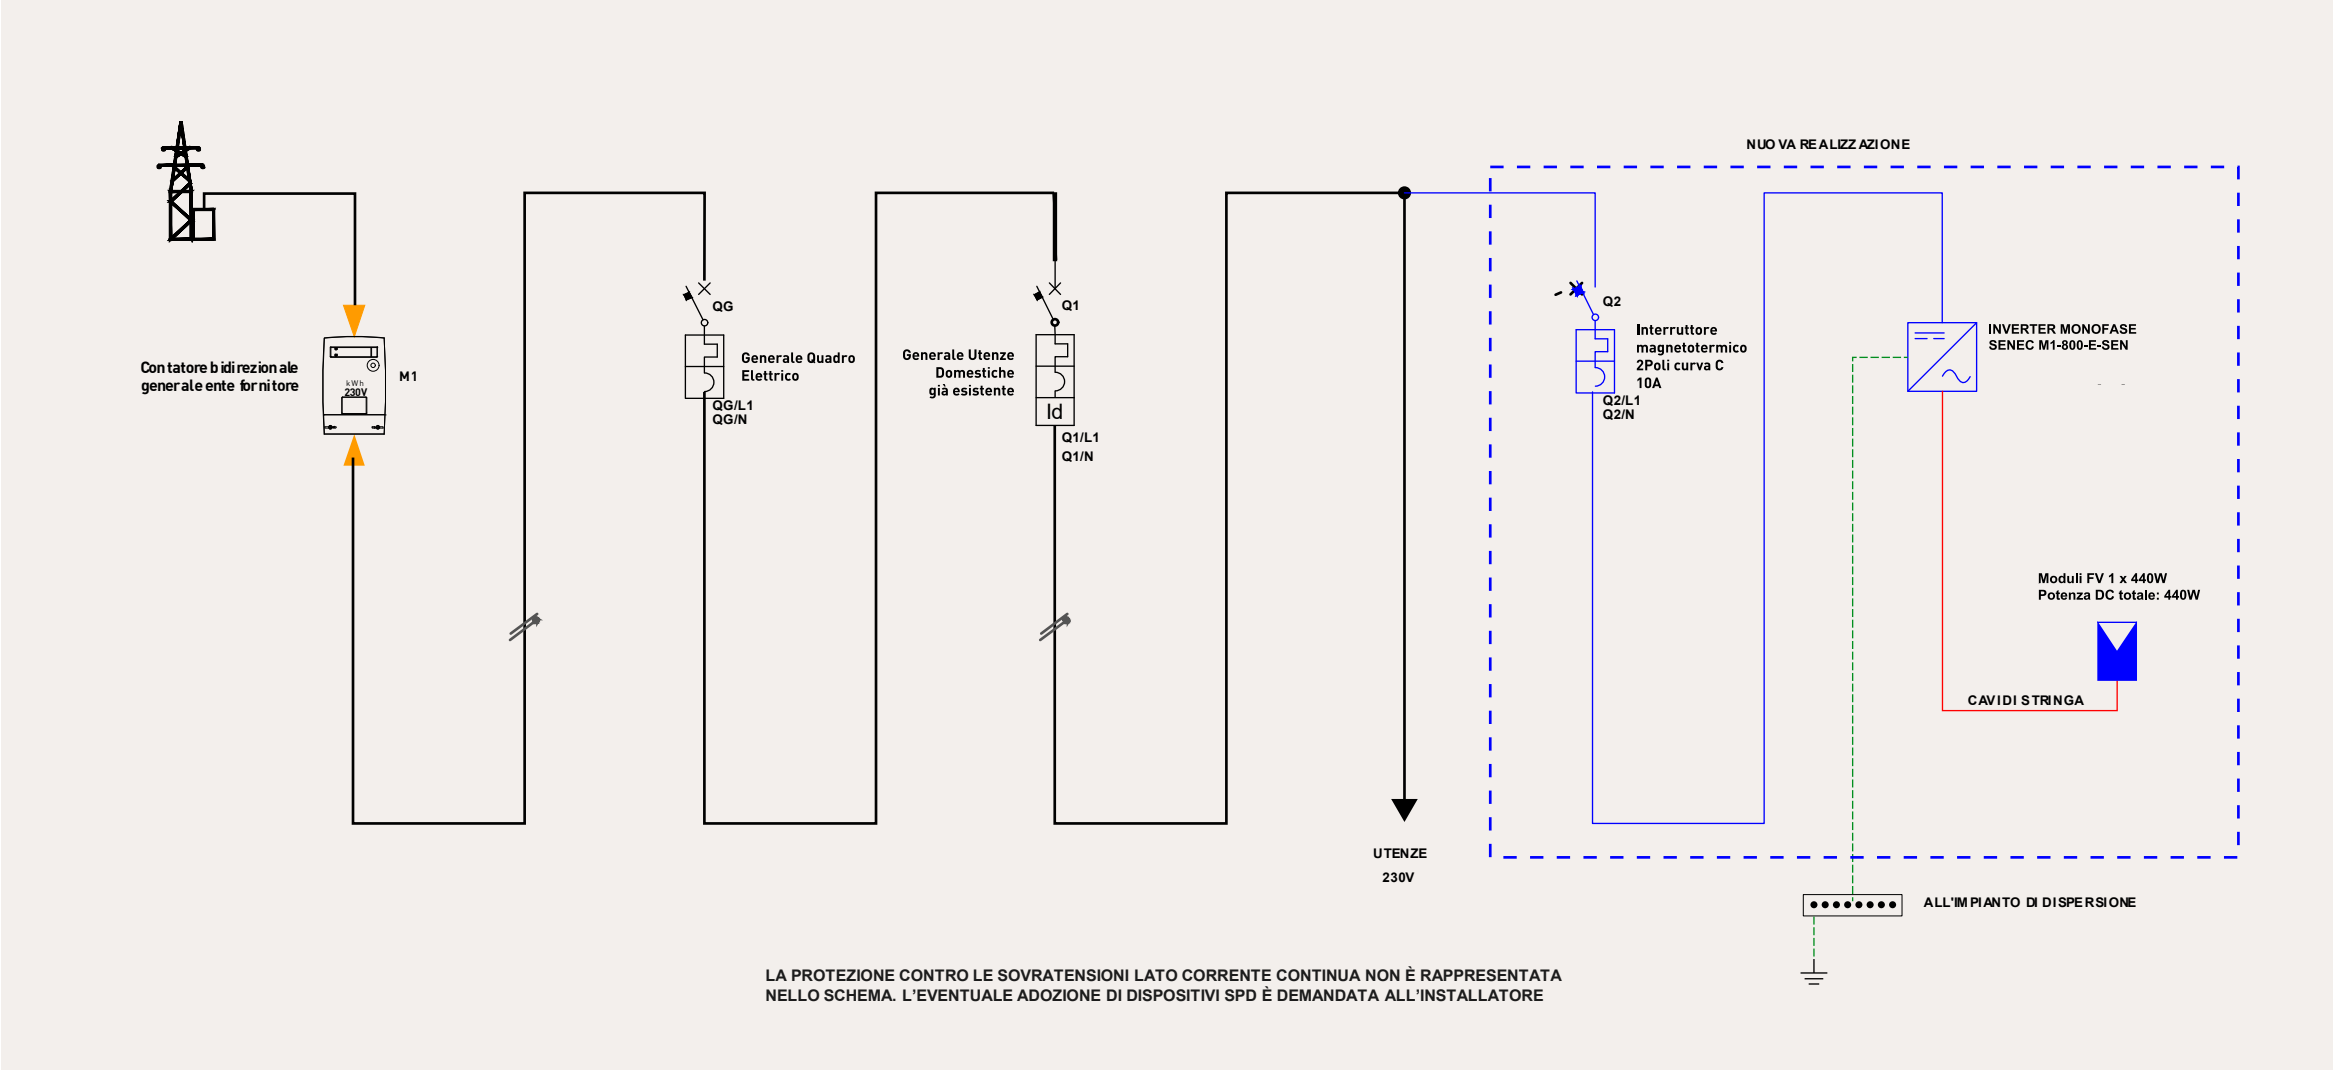 NUOVA REALIZZAZIONE
Contatore bidirezionale
generale ente fornitore
kWh
230V
M1
QG
Generale Quadro
Elettrico
QG/L1
QG/N
Q1
Generale Utenze
Domestiche
già esistente
Id
Q1/L1
Q1/N
Q2
Interruttore
magnetotermico
2Poli curva C
10A
Q2/L1
Q2/N
INVERTER MONOFASE
SENEC M1-800-E-SEN
Moduli FV 1 x 440W
Potenza DC totale: 440W
CAVI DI STRINGA
UTENZE
230V
ALL'IMPIANTO DI DISPERSIONE
LA PROTEZIONE CONTRO LE SOVRATENSIONI LATO CORRENTE CONTINUA NON È RAPPRESENTATA
NELLO SCHEMA. L’EVENTUALE ADOZIONE DI DISPOSITIVI SPD È DEMANDATA ALL’INSTALLATORE